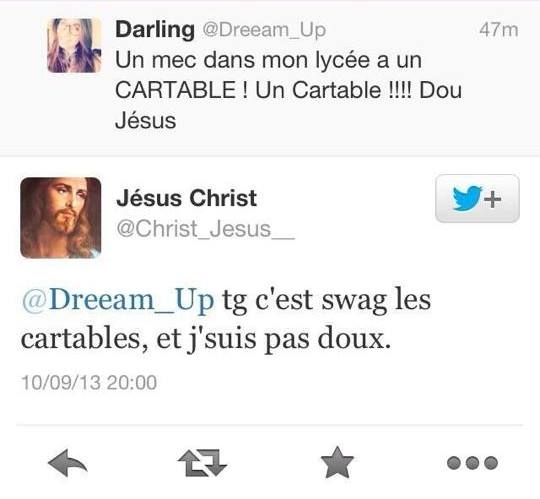 Darling @Dreeam_Up 47m
Un mec dans mon lycée a un
CARTABLE ! Un Cartable !!!! Dou
Jésus
Jésus Christ
@Christ_Jesus__
@Dreeam_Up tg c'est swag les
cartables, et j'suis pas doux.
10/09/13 20:00